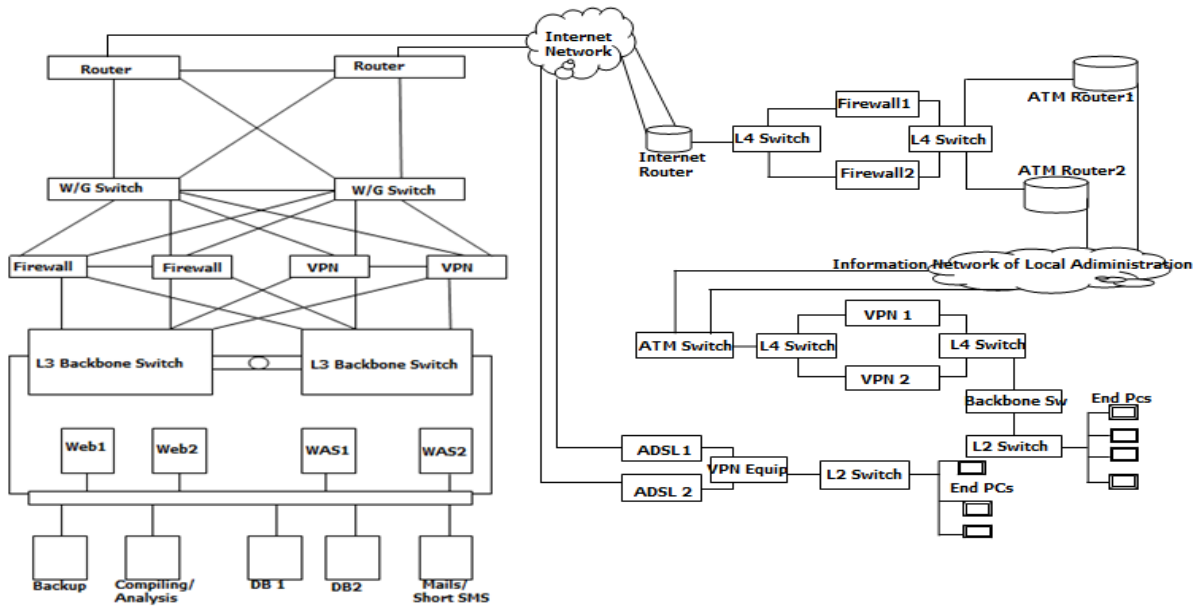 Internet
Network
Router
Router
Firewall1
ATM Router1
L4 Switch
L4 Switch
Internet
Router
Firewall2
ATM Router2
W/G Switch
W/G Switch
Firewall
Firewall
VPN
VPN
Information Network of Local Adiministration
VPN 1
ATM Switch
L4 Switch
L4 Switch
VPN 2
L3 Backbone Switch
L3 Backbone Switch
Backbone Sw
End Pcs
Web1
Web2
WAS1
WAS2
ADSL 1
L2 Switch
VPN Equip
L2 Switch
ADSL 2
End PCs
Backup
Compiling/
Analysis
DB 1
DB2
Mails/
Short SMS